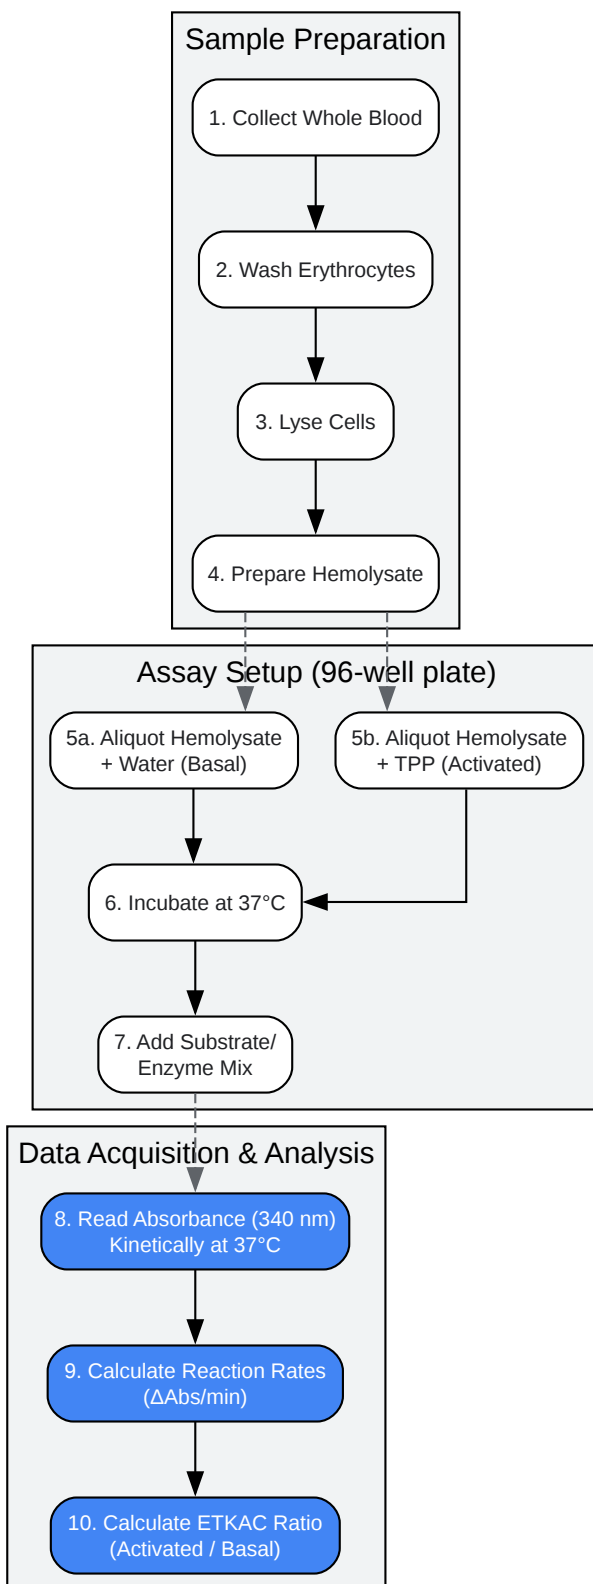 Sample Preparation
1. Collect Whole Blood
2. Wash Erythrocytes
3. Lyse Cells
4. Prepare Hemolysate
Assay Setup (96-well plate)
5a. Aliquot Hemolysate
+ Water (Basal)
5b. Aliquot Hemolysate
+ TPP (Activated)
6. Incubate at 37°C
7. Add Substrate/
Enzyme Mix
Data Acquisition & Analysis
8. Read Absorbance (340 nm)
Kinetically at 37°C
9. Calculate Reaction Rates
(ΔAbs/min)
10. Calculate ETKAC Ratio
(Activated / Basal)